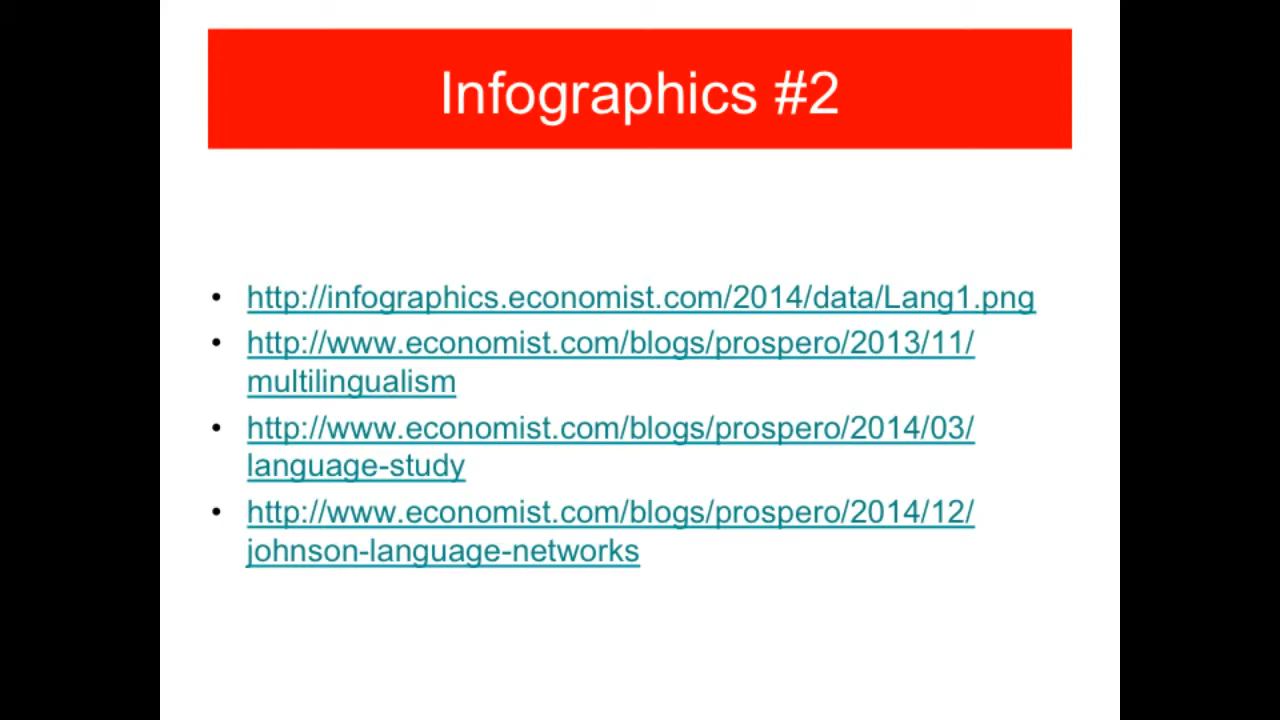 Infographics #2
• http://infographics.economist.com/2014/data/Lang1.png
• http://www.economist.com/blogs/prospero/2013/11/
multilingualism
• http://www.economist.com/blogs/prospero/2014/03/
language-study
• http://www.economist.com/blogs/prospero/2014/12/
johnson-language-networks